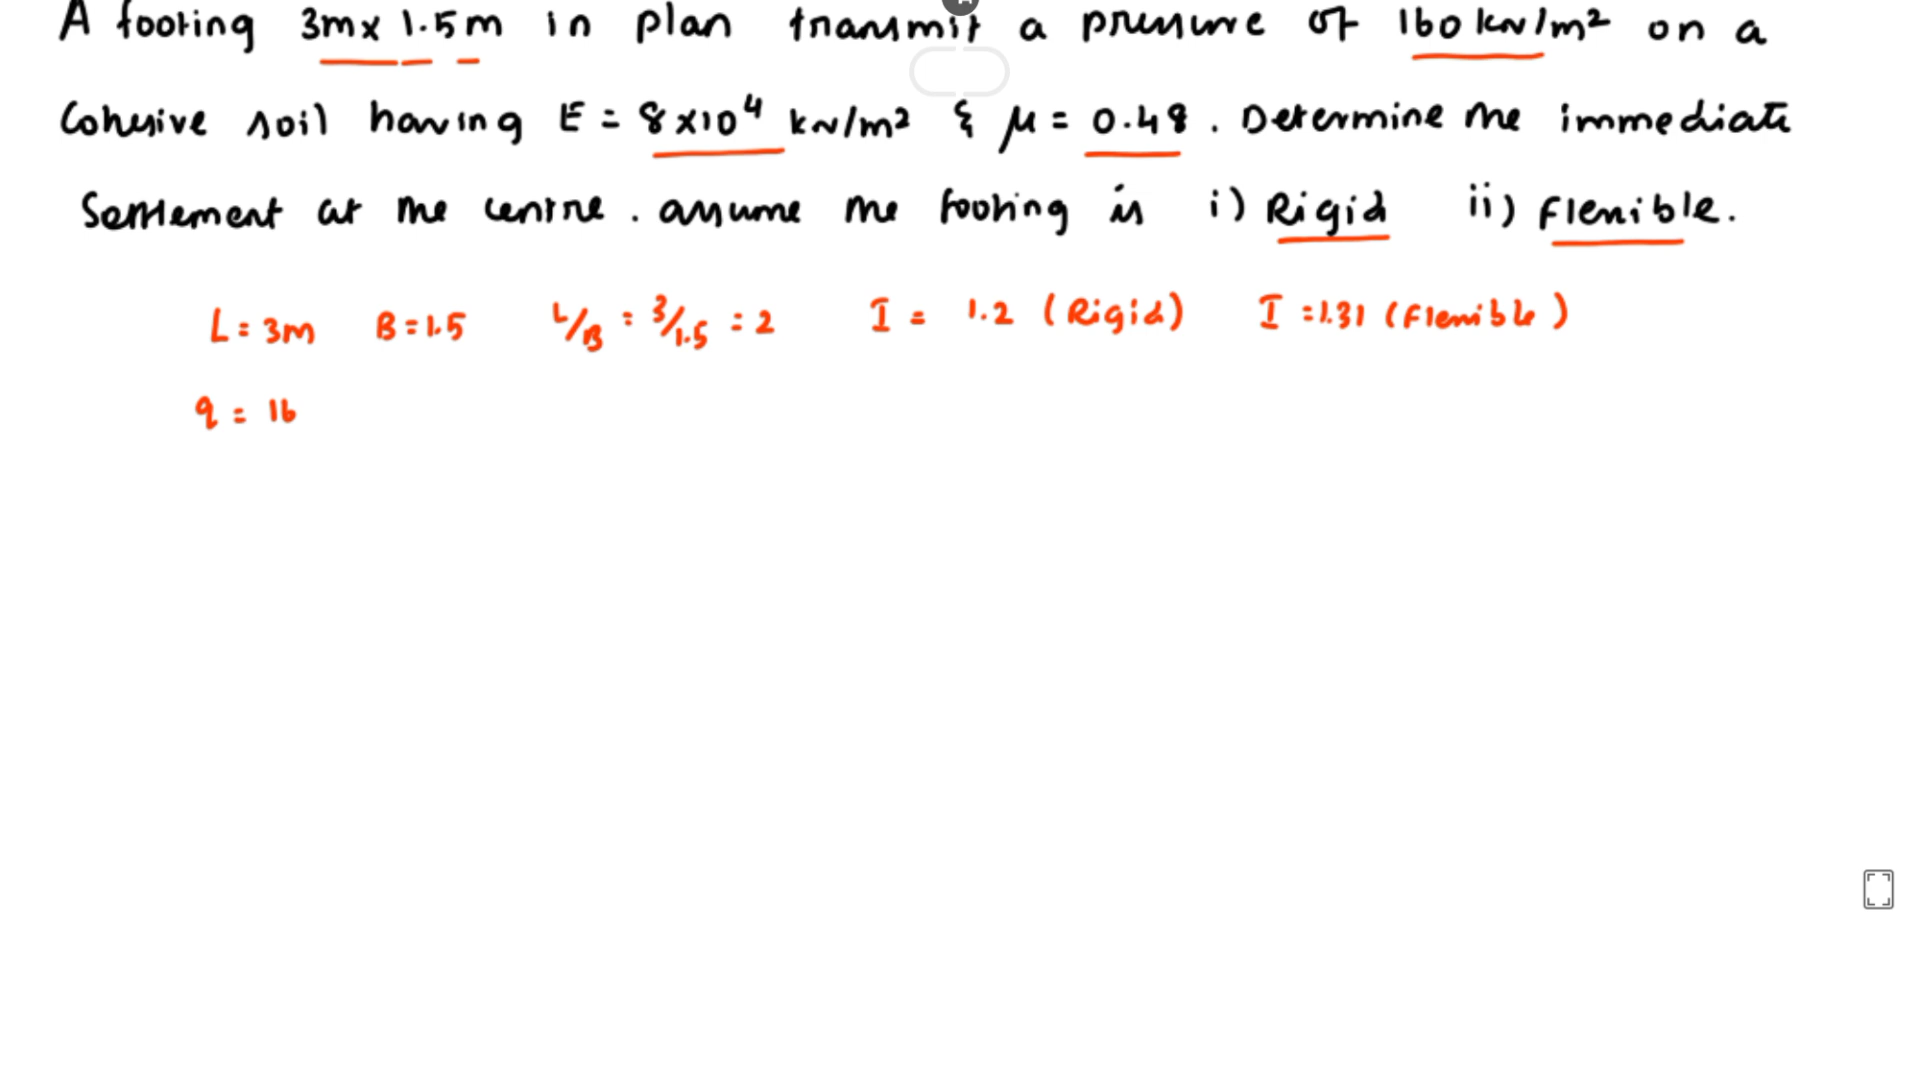 A footing 3mx 1.5m in plan transmit a pressure of 160 kN/m² on a
Cohesive soil having E = 8x10⁴ kN/m² & μ = 0.48. Determine the immediate
Settlement at the centre. assume the footing is i) Rigid ii) Flexible.
L = 3m B = 1.5 L/B = 3/1.5 = 2 I = 1.2 (Rigid) I = 1.31 (Flexible)
q = 16